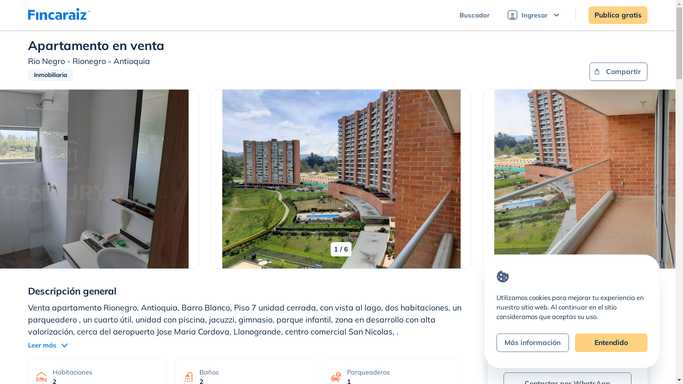 Fincaraiz
Buscador
Ingresar
Publica gratis
Apartamento en venta
Rio Negro - Rionegro - Antioquia
Inmobiliaria
Compartir
CENTURY
1 / 6
Descripción general
Venta apartamento Rionegro, Antioquia, Barro Blanco, Piso 7 unidad cerrada, con vista al lago, dos habitaciones, un
parqueadero , un cuarto útil, unidad con piscina, jacuzzi, gimnasio, parque infantil, zona en desarrollo con alta
valorización, cerca del aeropuerto Jose Maria Cordova, Llanogrande, centro comercial San Nicolas, .
Leer más
Habitaciones
2
Baños
2
Parqueaderos
1
Utilizamos cookies para mejorar tu experiencia en
nuestro sitio web. Al continuar en el sitio
consideramos que aceptas su uso.
Más información
Entendido
Contactar por WhatsApp